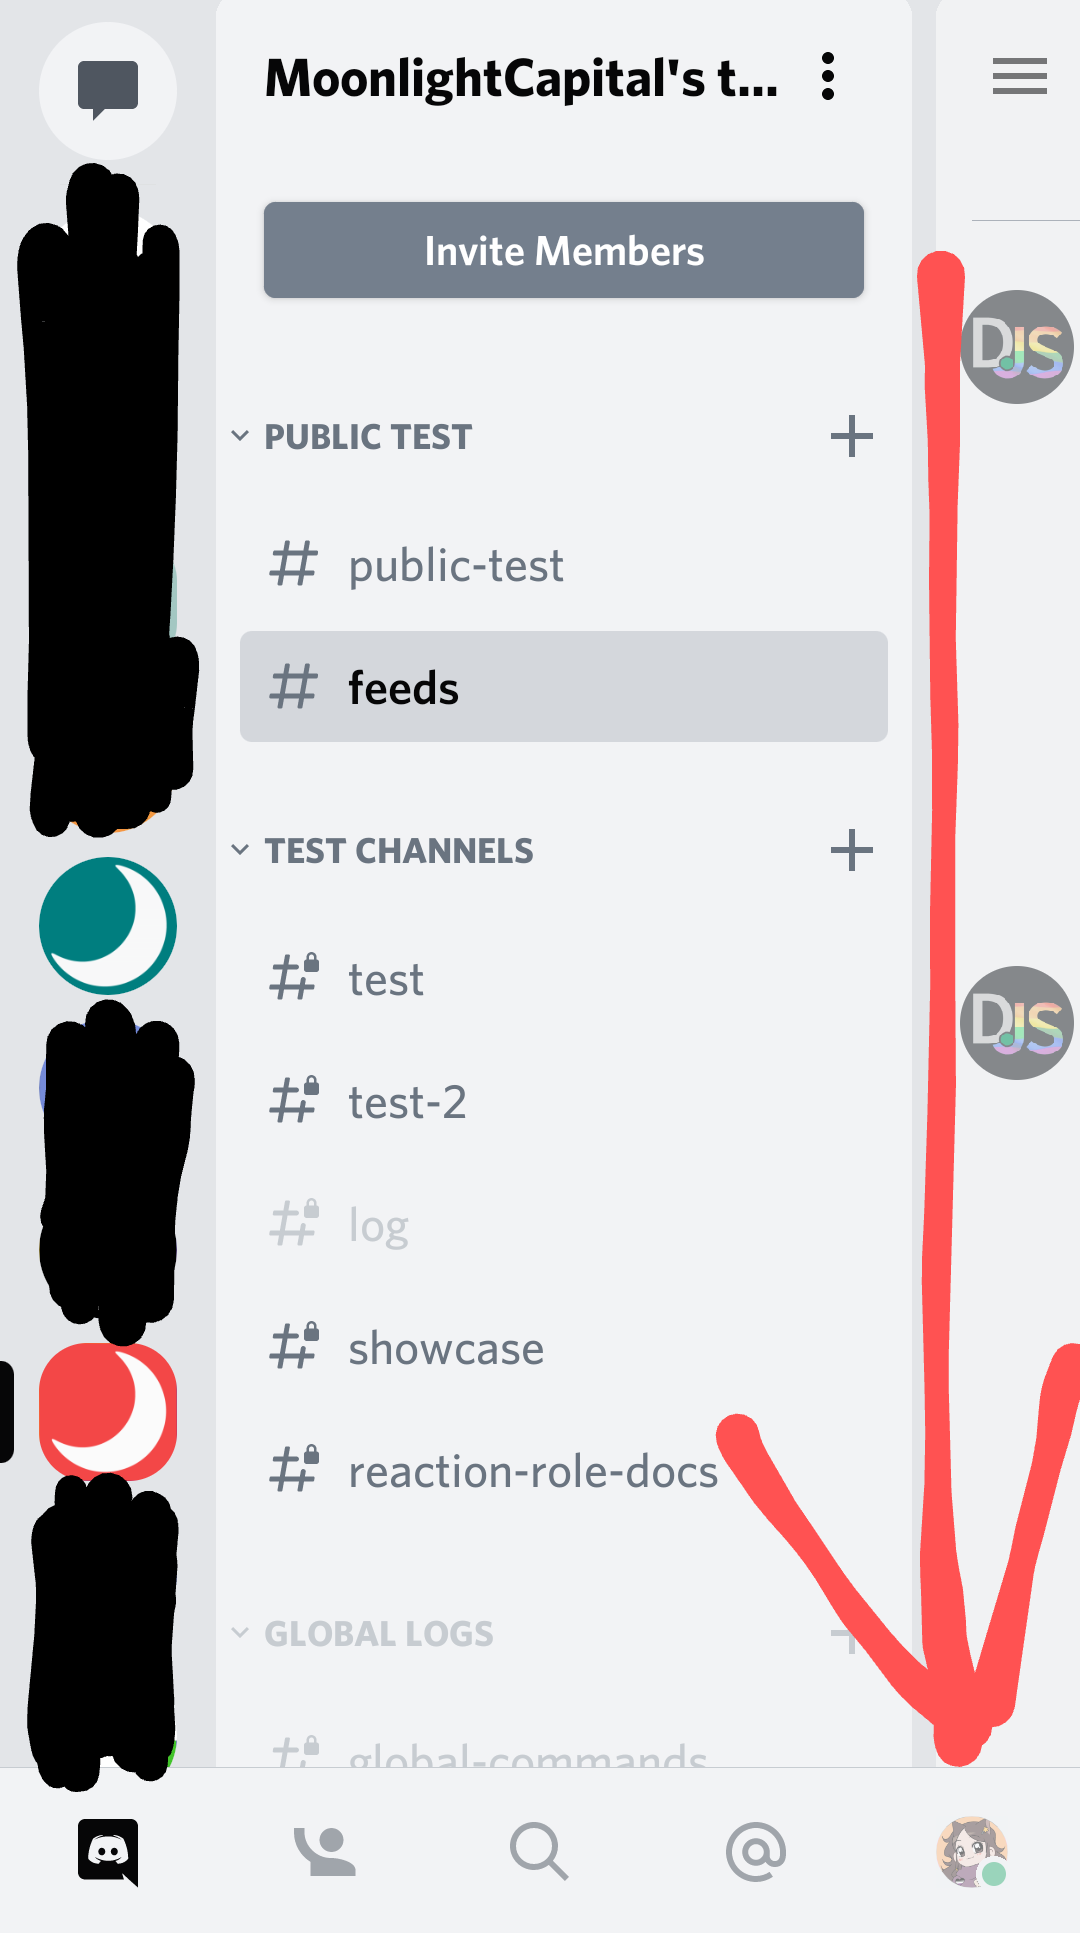 MoonlightCapital's t...
Invite Members
PUBLIC TEST
# public-test
# feeds
TEST CHANNELS
# test
# test-2
# log
# showcase
# reaction-role-docs
GLOBAL LOGS
# global-commands
DJS
DJS
@